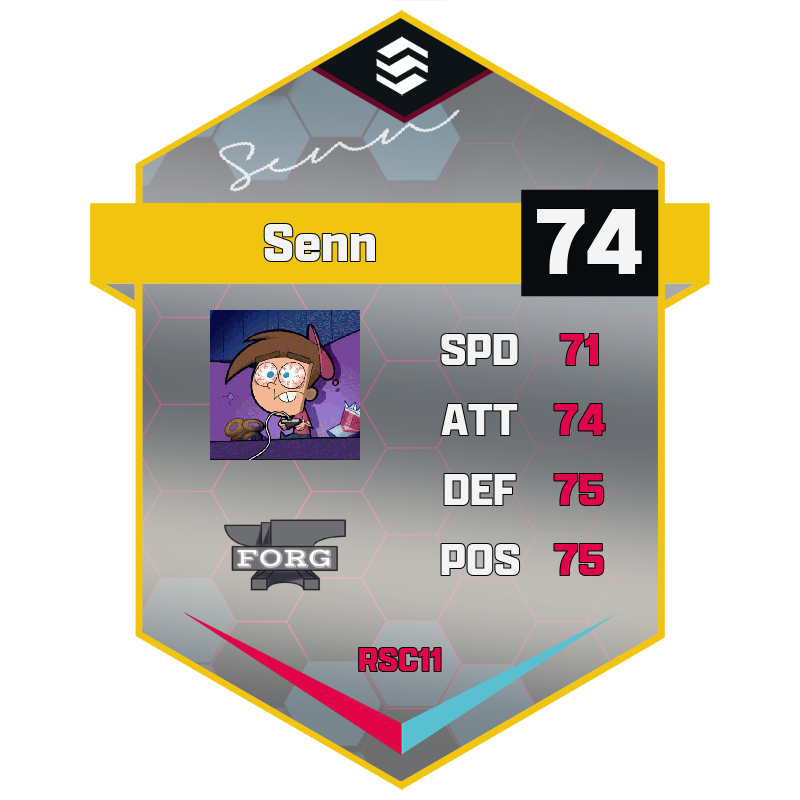 Senn
Senn
74
SPD 71
ATT 74
DEF 75
POS 75
FORG
RSC11